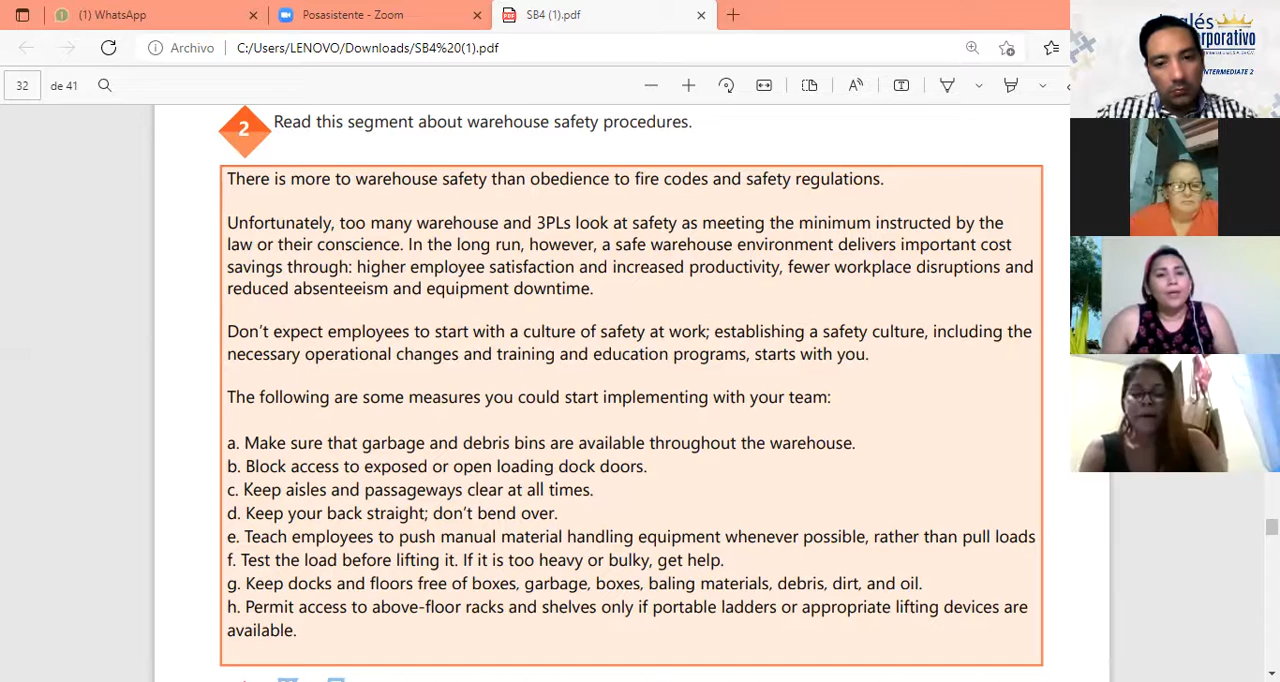 (1) WhatsApp
Posasistente - Zoom
SB4 (1).pdf
Archivo
C:/Users/LENOVO/Downloads/SB4%20(1).pdf
32 de 41
2 Read this segment about warehouse safety procedures.
There is more to warehouse safety than obedience to fire codes and safety regulations.
Unfortunately, too many warehouse and 3PLs look at safety as meeting the minimum instructed by the
law or their conscience. In the long run, however, a safe warehouse environment delivers important cost
savings through: higher employee satisfaction and increased productivity, fewer workplace disruptions and
reduced absenteeism and equipment downtime.
Don't expect employees to start with a culture of safety at work; establishing a safety culture, including the
necessary operational changes and training and education programs, starts with you.
The following are some measures you could start implementing with your team:
a. Make sure that garbage and debris bins are available throughout the warehouse.
b. Block access to exposed or open loading dock doors.
c. Keep aisles and passageways clear at all times.
d. Keep your back straight; don't bend over.
e. Teach employees to push manual material handling equipment whenever possible, rather than pull loads
f. Test the load before lifting it. If it is too heavy or bulky, get help.
g. Keep docks and floors free of boxes, garbage, boxes, baling materials, debris, dirt, and oil.
h. Permit access to above-floor racks and shelves only if portable ladders or appropriate lifting devices are
available.
INTERMEDIATE 2